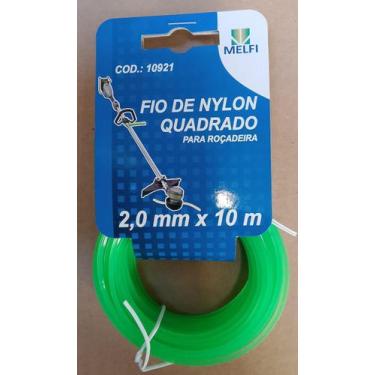 MELFI
COD.: 10921
FIO DE NYLON
QUADRADO
PARA ROÇADEIRA
2,0 mm x 10 m